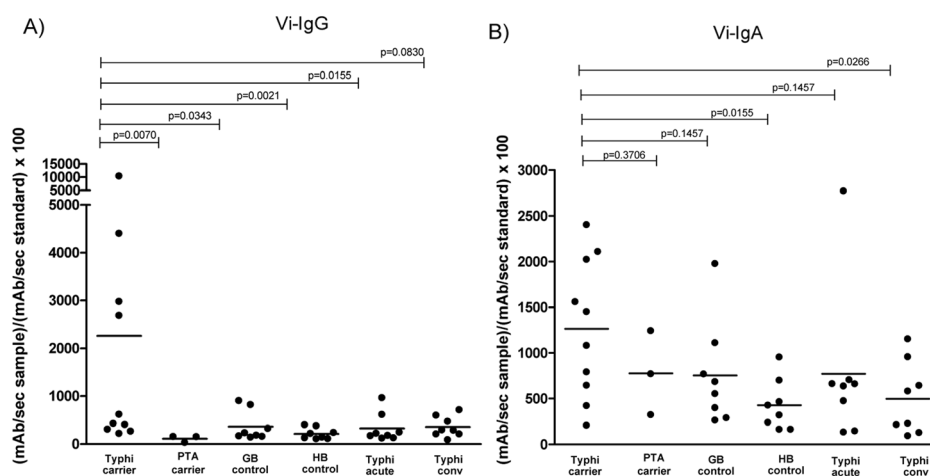 A)
Vi-IgG
p=0.0830
p=0.0155
p=0.0021
p=0.0343
p=0.0070
(mAb/sec sample)/(mAb/sec standard) x 100
15000
10000
5000
5000
4000
3000
2000
1000
0
Typhi carrier
PTA carrier
GB control
HB control
Typhi acute
Typhi conv
B)
Vi-IgA
p=0.0266
p=0.1457
p=0.0155
p=0.1457
p=0.3706
(mAb/sec sample)/(mAb/sec standard) x 100
3000
2500
2000
1500
1000
500
0
Typhi carrier
PTA carrier
GB control
HB control
Typhi acute
Typhi conv